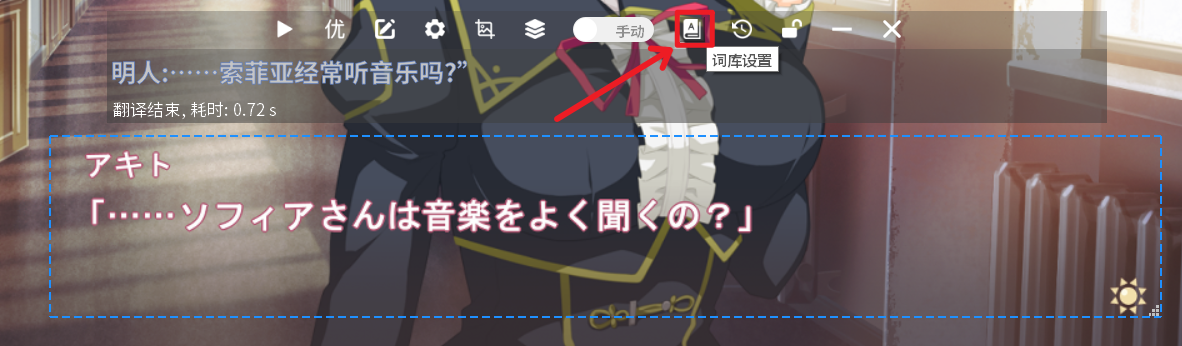 优
手动
A
词库设置
明人:……索菲亚经常听音乐吗?”
翻译结束, 耗时: 0.72 s
アキト
「……ソフィアさんは音楽をよく聞くの？」